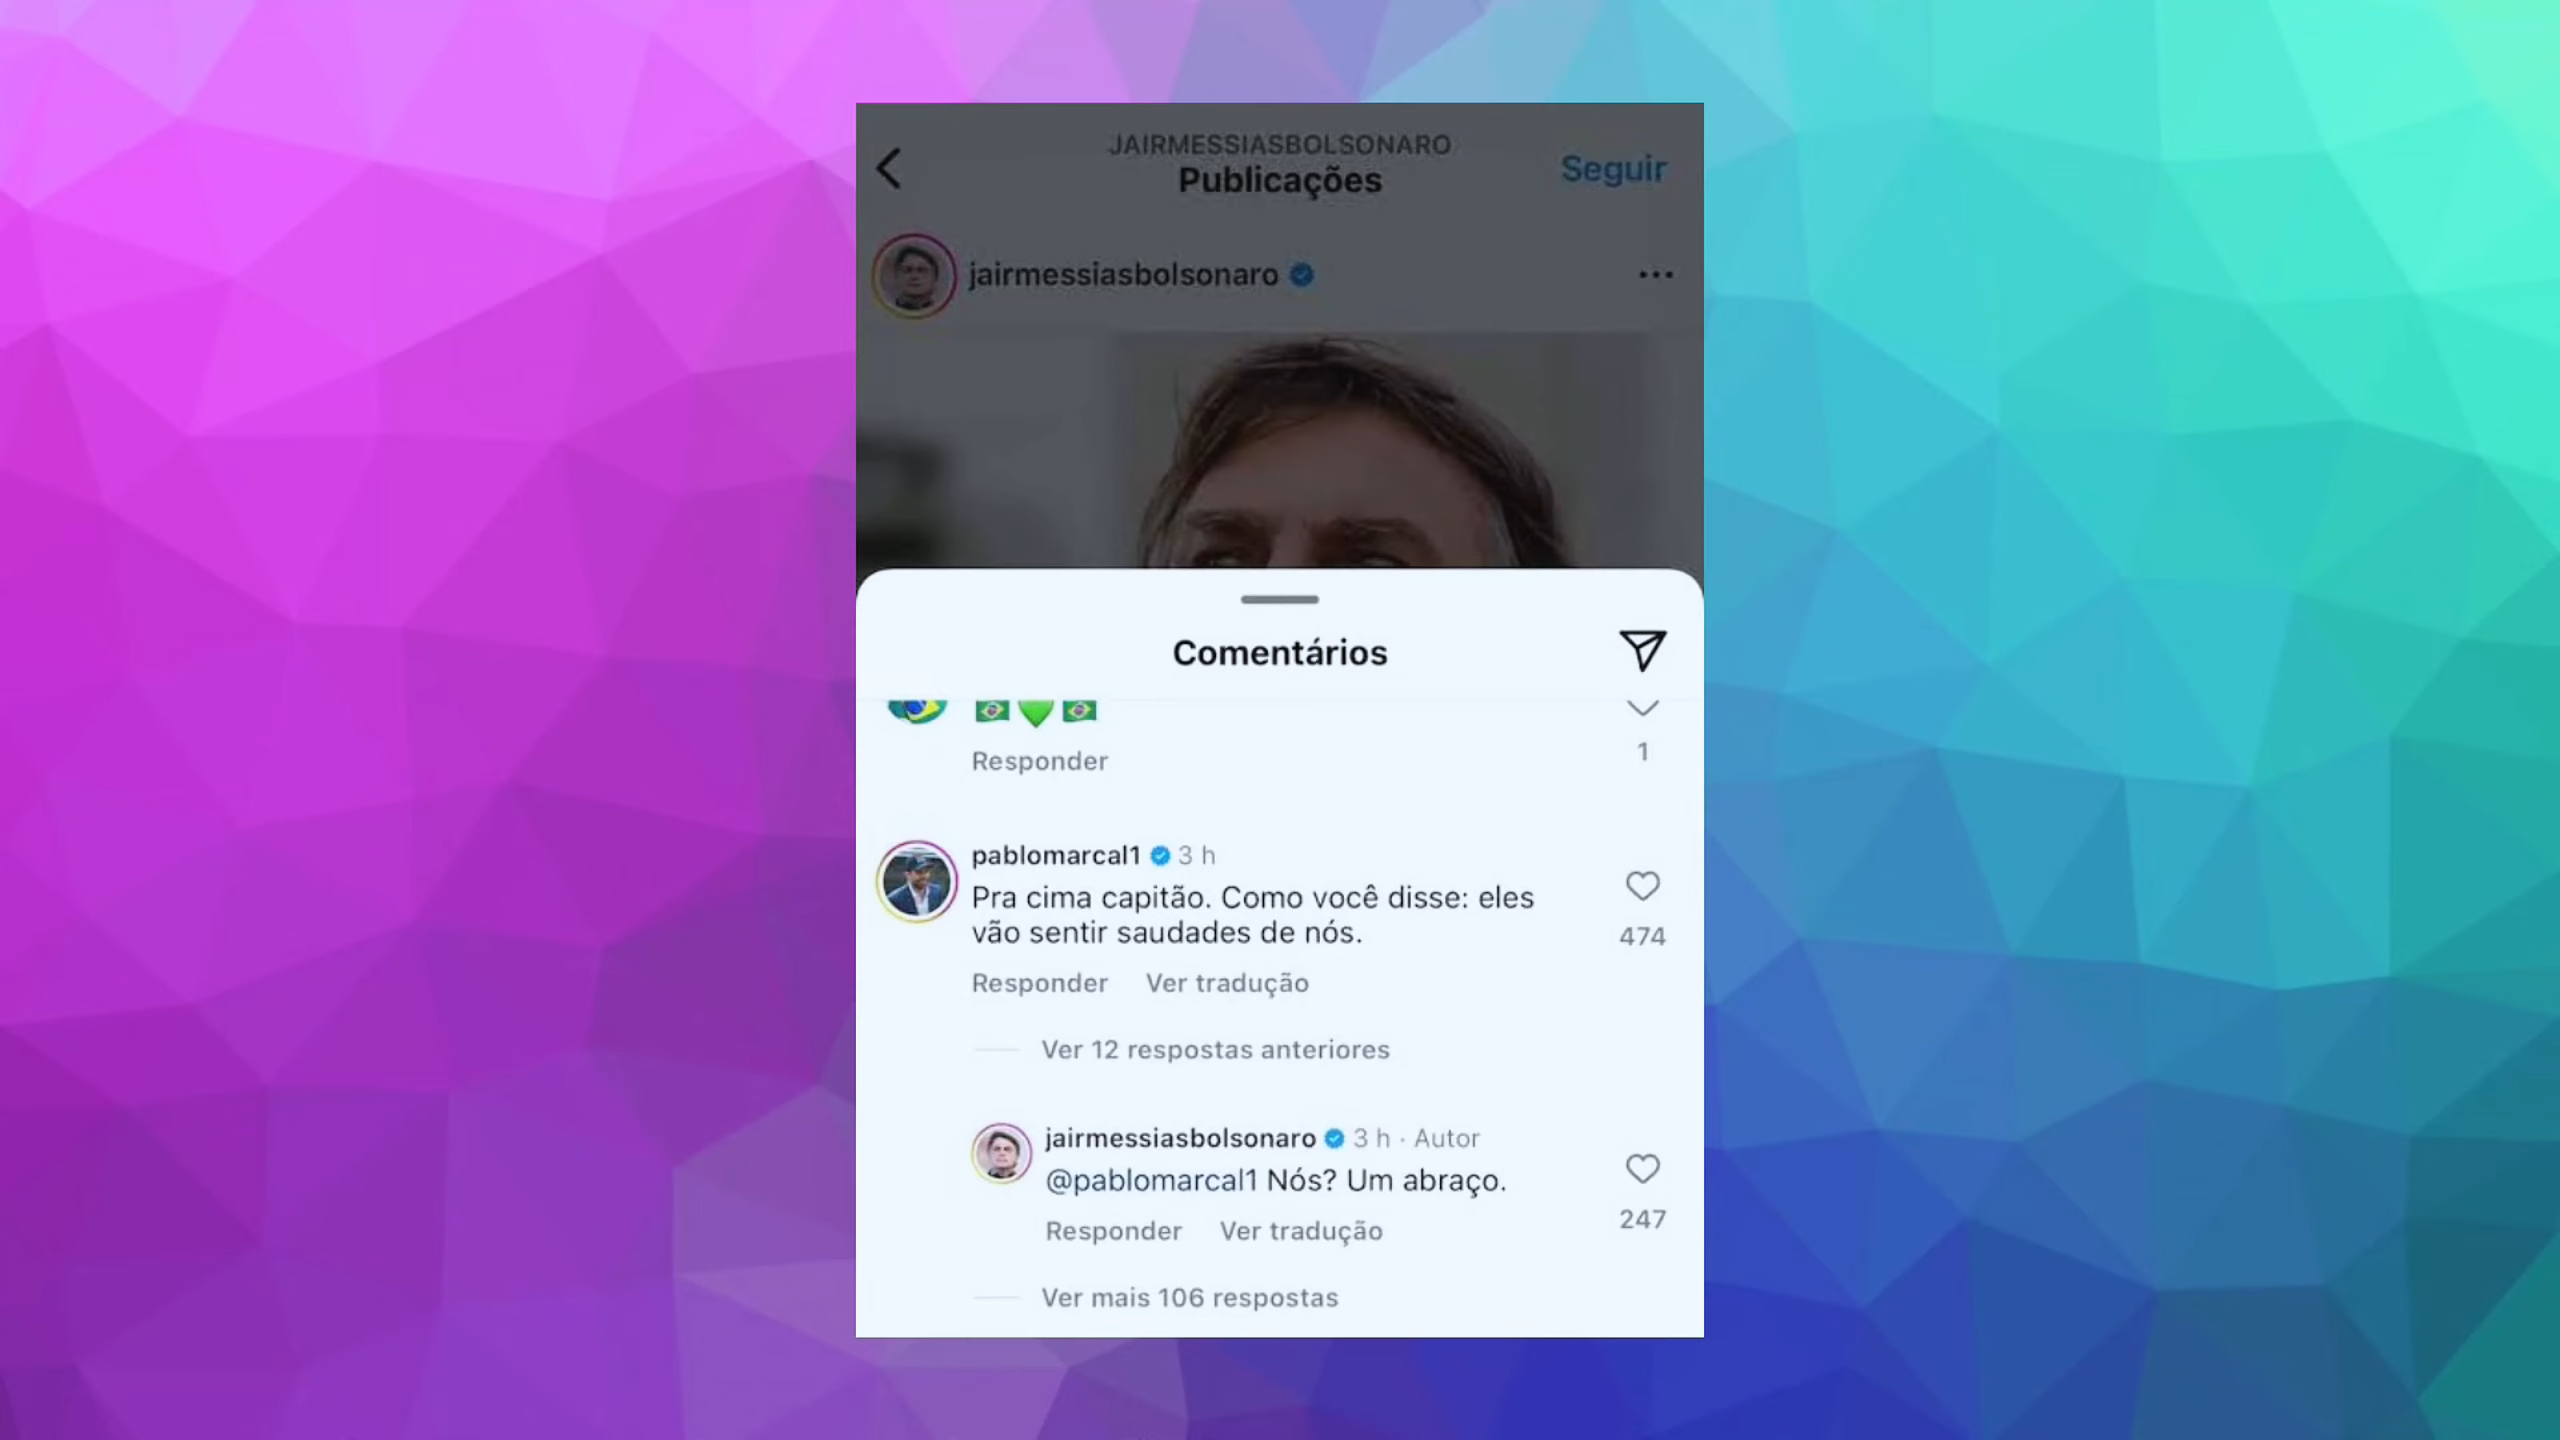 JAIRMESSIASBOLSONARO
Publicações
Seguir
jairmessiasbolsonaro
Comentários
Responder
1
pablomarcal1 3 h
Pra cima capitão. Como você disse: eles
vão sentir saudades de nós.
474
Responder Ver tradução
Ver 12 respostas anteriores
jairmessiasbolsonaro 3 h · Autor
@pablomarcal1 Nós? Um abraço.
247
Responder Ver tradução
Ver mais 106 respostas